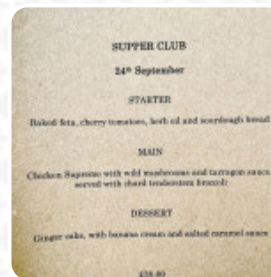 SUPPER CLUB
24th September
STARTER
Baked feta, cherry tomatoes, herb oil and sourdough bread
MAIN
Chicken Supreme with wild mushrooms and tarragon sauce
served with chard tenderstem broccoli
DESSERT
Ginger cake, with banana cream and salted caramel sauce